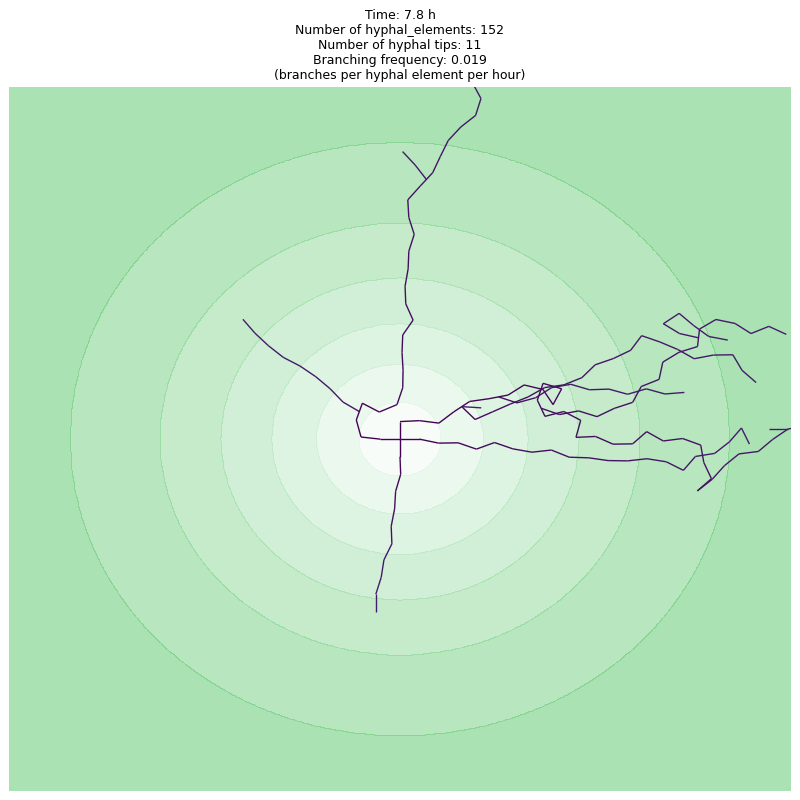 Time: 7.8 h
Number of hyphal_elements: 152
Number of hyphal tips: 11
Branching frequency: 0.019
(branches per hyphal element per hour)